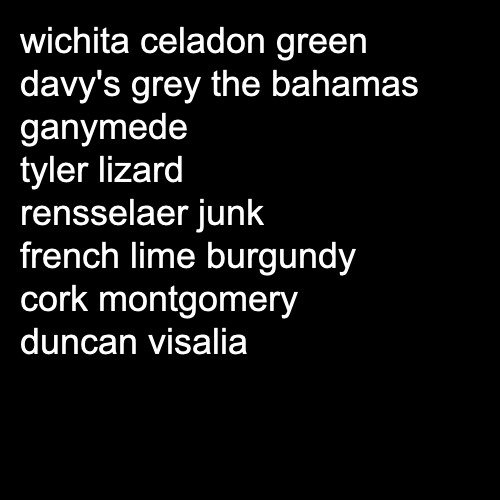 wichita celadon green
davy's grey the bahamas
ganymede
tyler lizard
rensselaer junk
french lime burgundy
cork montgomery
duncan visalia